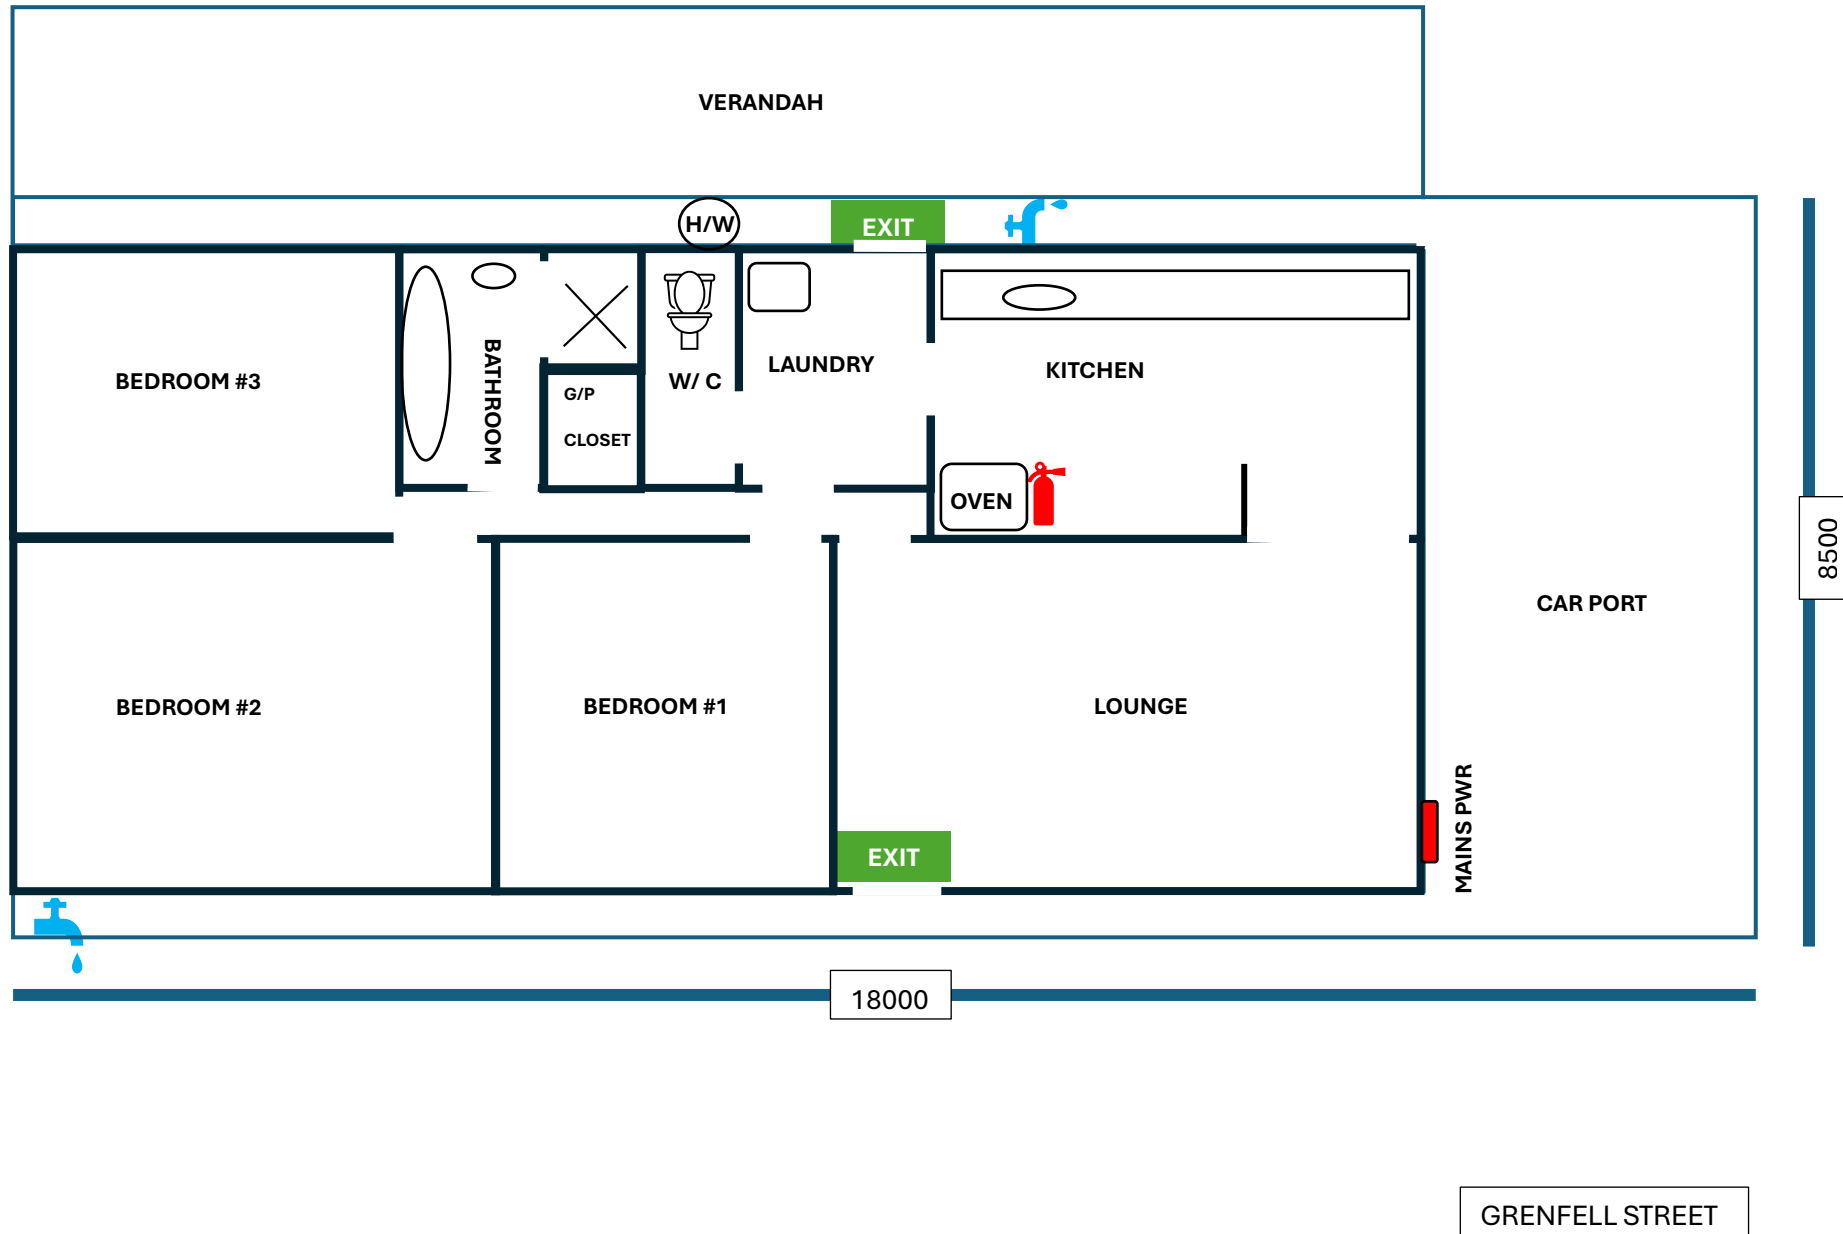 VERANDAH
H/W
EXIT
BEDROOM #3
BATHROOM
G/P
CLOSET
W/ C
LAUNDRY
KITCHEN
OVEN
8500
CAR PORT
BEDROOM #2
BEDROOM #1
LOUNGE
MAINS PWR
EXIT
18000
GRENFELL STREET